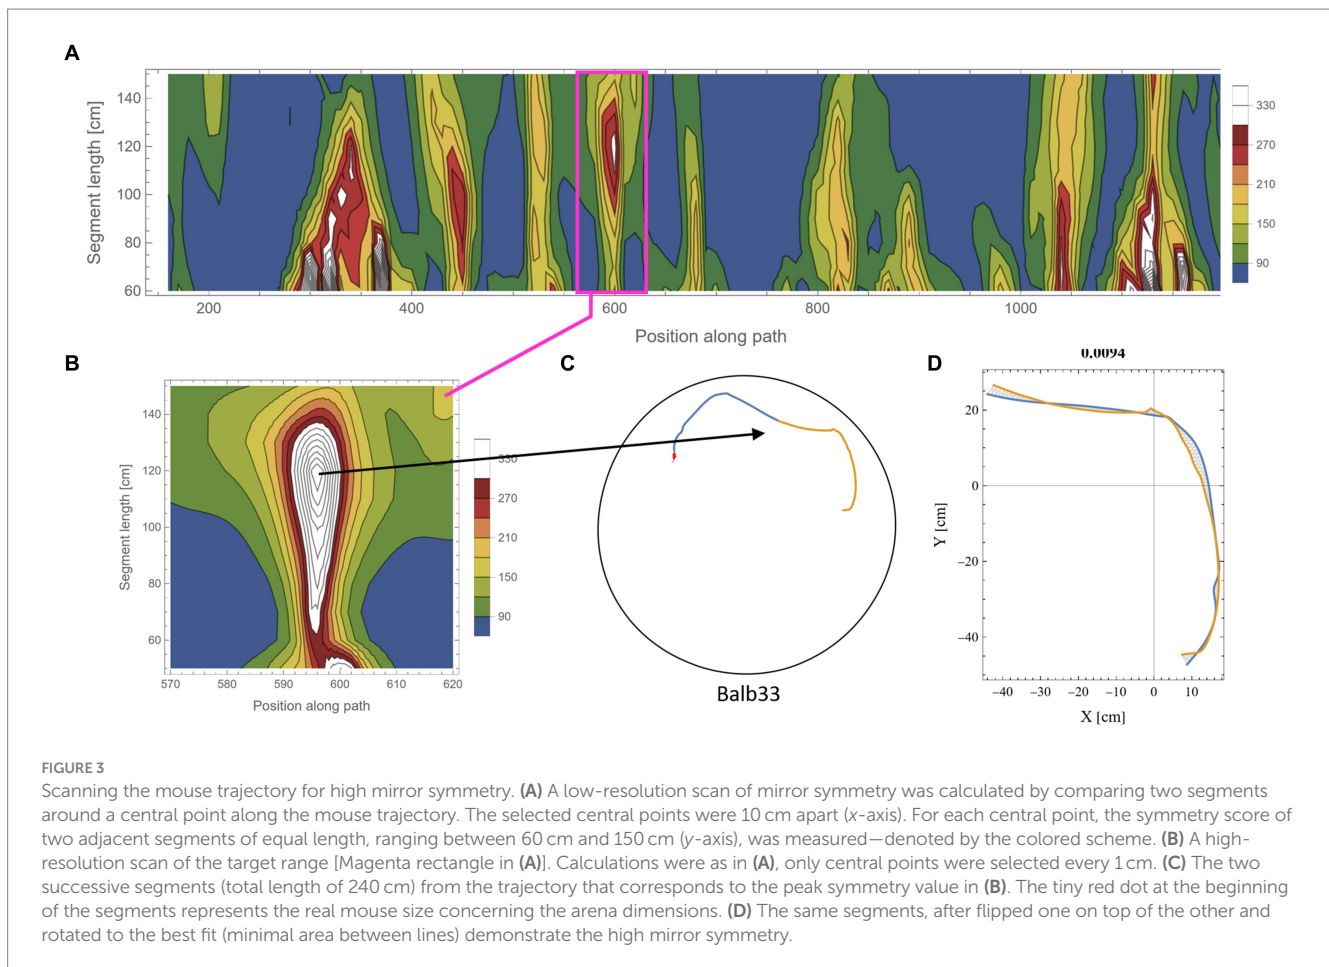 A
Segment length [cm]
140
120
100
80
60
200
400
600
800
1000
Position along path
330
270
210
150
90
B
Segment length [cm]
140
120
100
80
60
570
580
590
600
610
620
Position along path
330
270
210
150
90
C
Balb33
D
0.0094
Y [cm]
20
0
−20
−40
−40
−30
−20
−10
0
10
X [cm]
FIGURE 3
Scanning the mouse trajectory for high mirror symmetry. (A) A low-resolution scan of mirror symmetry was calculated by comparing two segments
around a central point along the mouse trajectory. The selected central points were 10 cm apart (x-axis). For each central point, the symmetry score of
two adjacent segments of equal length, ranging between 60 cm and 150 cm (y-axis), was measured—denoted by the colored scheme. (B) A high-
resolution scan of the target range [Magenta rectangle in (A)]. Calculations were as in (A), only central points were selected every 1 cm. (C) The two
successive segments (total length of 240 cm) from the trajectory that corresponds to the peak symmetry value in (B). The tiny red dot at the beginning
of the segments represents the real mouse size concerning the arena dimensions. (D) The same segments, after flipped one on top of the other and
rotated to the best fit (minimal area between lines) demonstrate the high mirror symmetry.